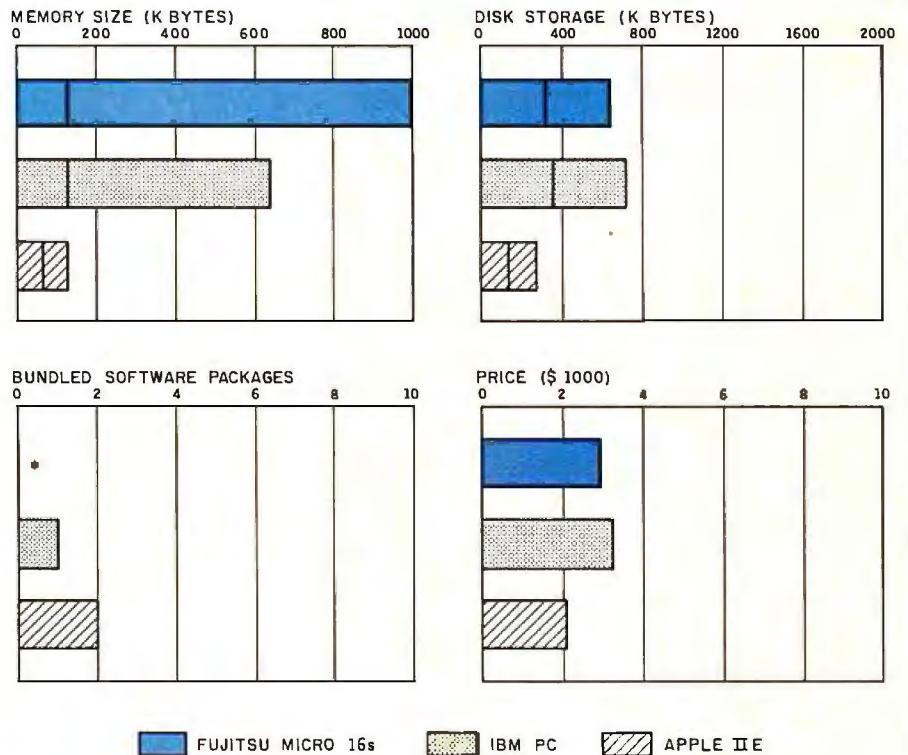 MEMORY SIZE (K BYTES)
0 200 400 600 800 1000
DISK STORAGE (K BYTES)
0 400 800 1200 1600 2000
BUNDLED SOFTWARE PACKAGES
0 2 4 6 8 10
*
PRICE ($ 1000)
0 2 4 6 8 10
FUJITSU MICRO 16s
IBM PC
APPLE IIE